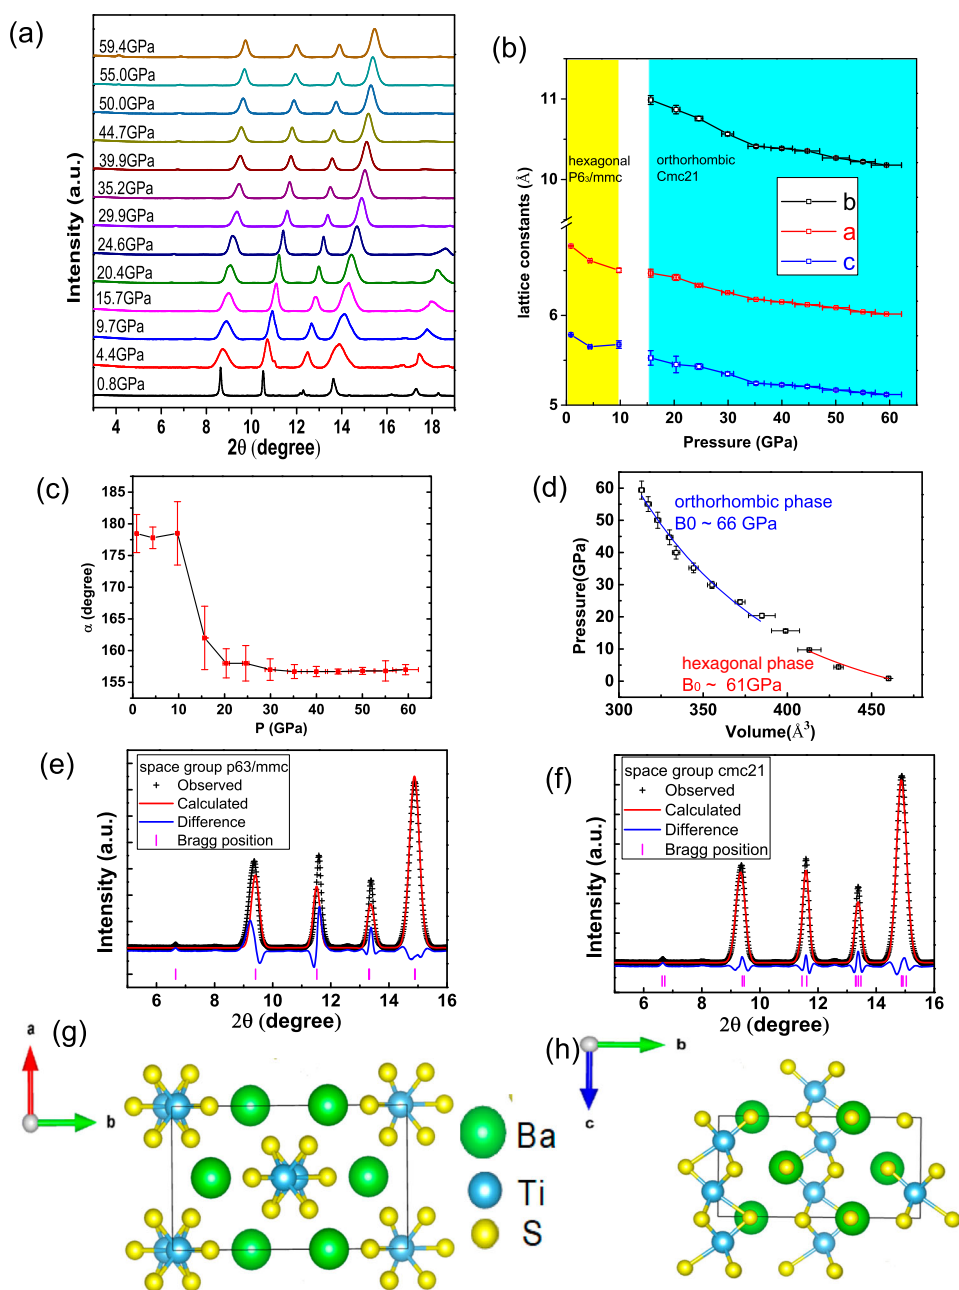 (a)
Intensity (a.u.)
59.4GPa
55.0GPa
50.0GPa
44.7GPa
39.9GPa
35.2GPa
29.9GPa
24.6GPa
20.4GPa
15.7GPa
9.7GPa
4.4GPa
0.8GPa
4 6 8 10 12 14 16 18
2θ (degree)
(b)
lattice constants (Å)
11
10
6
5
hexagonal
P6₃/mmc
orthorhombic
Cmc21
b
a
c
0 10 20 30 40 50 60
Pressure (GPa)
(c)
α (degree)
185
180
175
170
165
160
155
0 10 20 30 40 50 60
P (GPa)
(d)
Pressure(GPa)
60
50
40
30
20
10
0
orthorhombic phase
B0 ~ 66 GPa
hexagonal phase
B₀ ~ 61GPa
300 350 400 450
Volume(Å³)
(e)
Intensity (a.u.)
space group p63/mmc
Observed
Calculated
Difference
Bragg position
6 8 10 12 14 16
2θ (degree)
(f)
Intensity (a.u.)
space group cmc21
Observed
Calculated
Difference
Bragg position
6 8 10 12 14 16
2θ (degree)
(g)
a
b
Ba
Ti
S
(h)
b
c